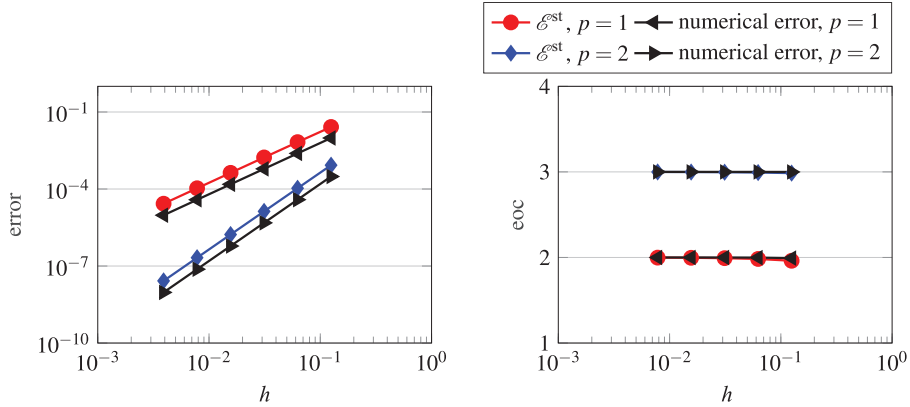 ℰˢᵗ, p = 1 numerical error, p = 1
ℰˢᵗ, p = 2 numerical error, p = 2
10⁻¹
10⁻⁴
10⁻⁷
10⁻¹⁰
error
10⁻³ 10⁻² 10⁻¹ 10⁰
h
4
3
2
1
eoc
10⁻³ 10⁻² 10⁻¹ 10⁰
h